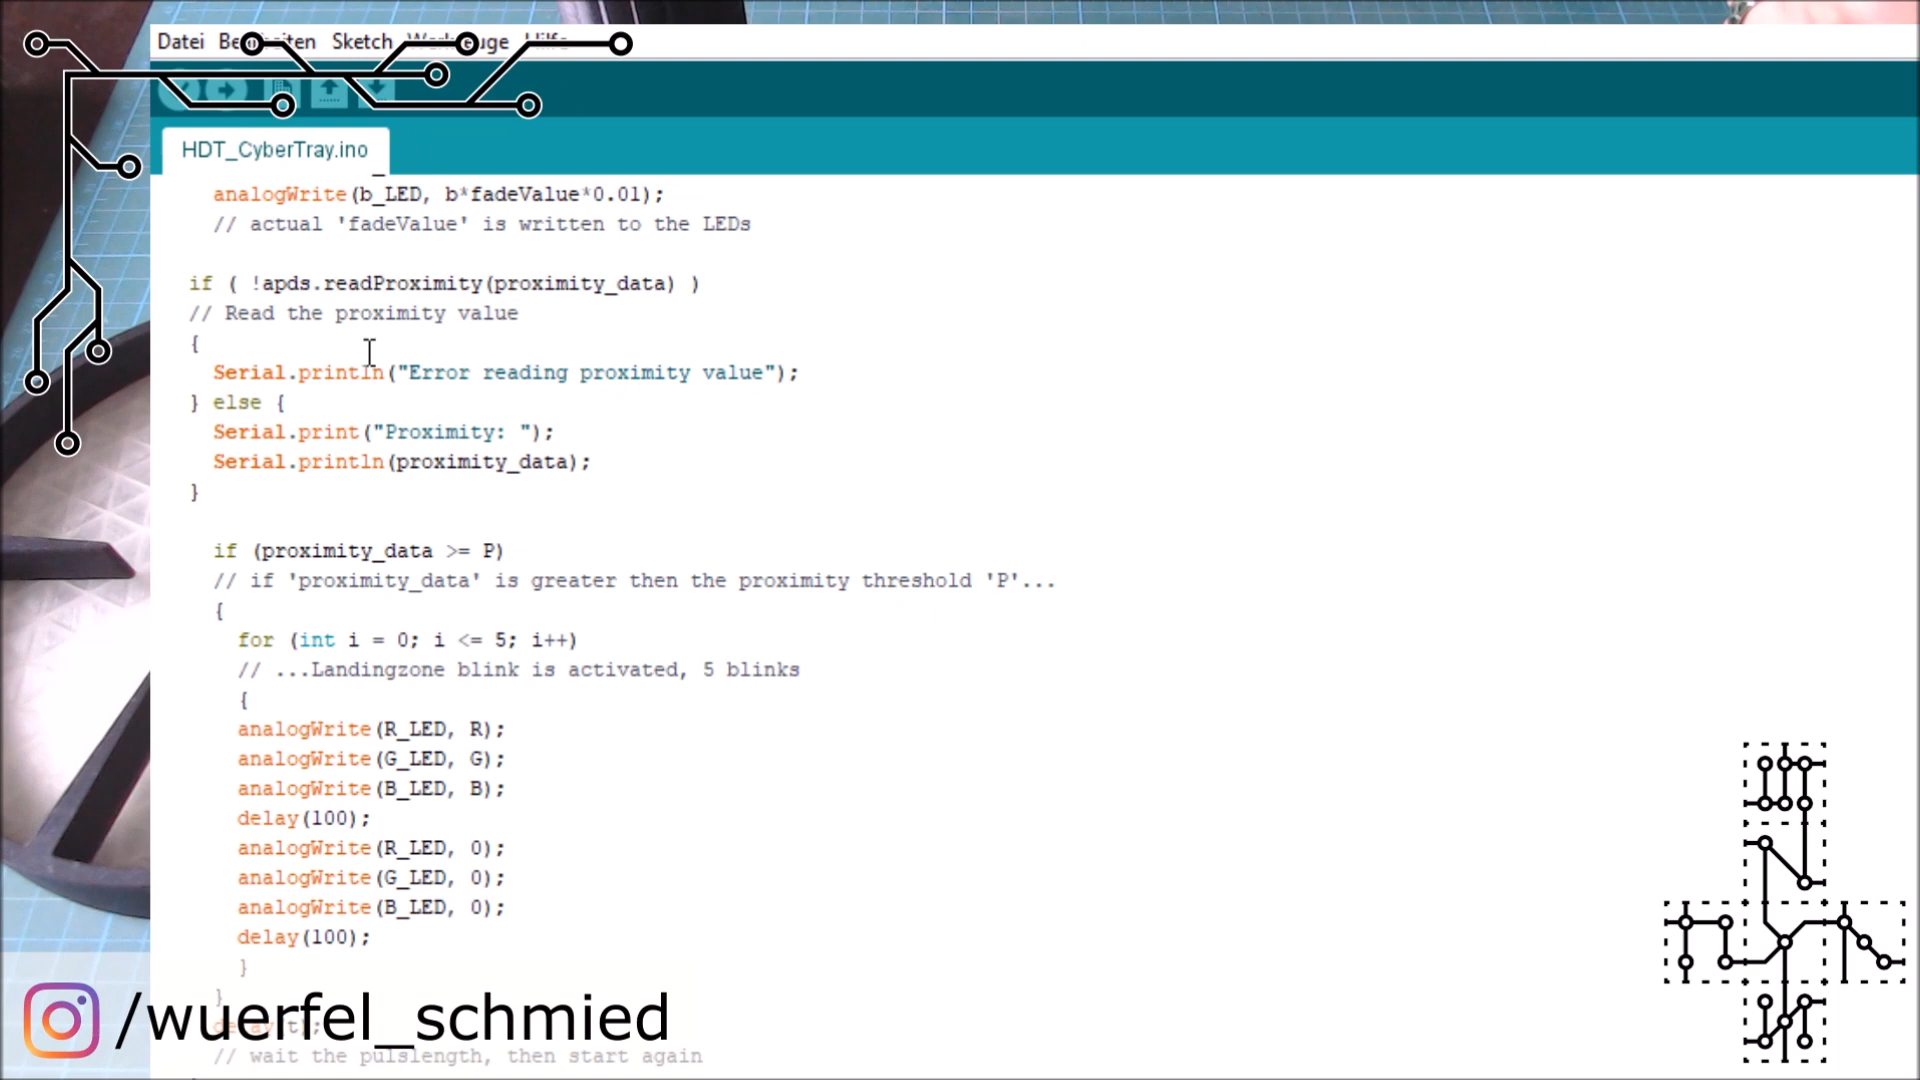 Datei Bearbeiten Sketch Werkzeuge Hilfe
HDT_CyberTray.ino
analogWrite(b_LED, b*fadeValue*0.01);
// actual 'fadeValue' is written to the LEDs
if ( !apds.readProximity(proximity_data) )
// Read the proximity value
{
Serial.println("Error reading proximity value");
} else {
Serial.print("Proximity: ");
Serial.println(proximity_data);
}
if (proximity_data >= P)
// if 'proximity_data' is greater then the proximity threshold 'P'...
{
for (int i = 0; i <= 5; i++)
// ...Landingzone blink is activated, 5 blinks
{
analogWrite(R_LED, R);
analogWrite(G_LED, G);
analogWrite(B_LED, B);
delay(100);
analogWrite(R_LED, 0);
analogWrite(G_LED, 0);
analogWrite(B_LED, 0);
delay(100);
}
}
delay(t);
/wuerfel_schmied
// wait the pulslength, then start again